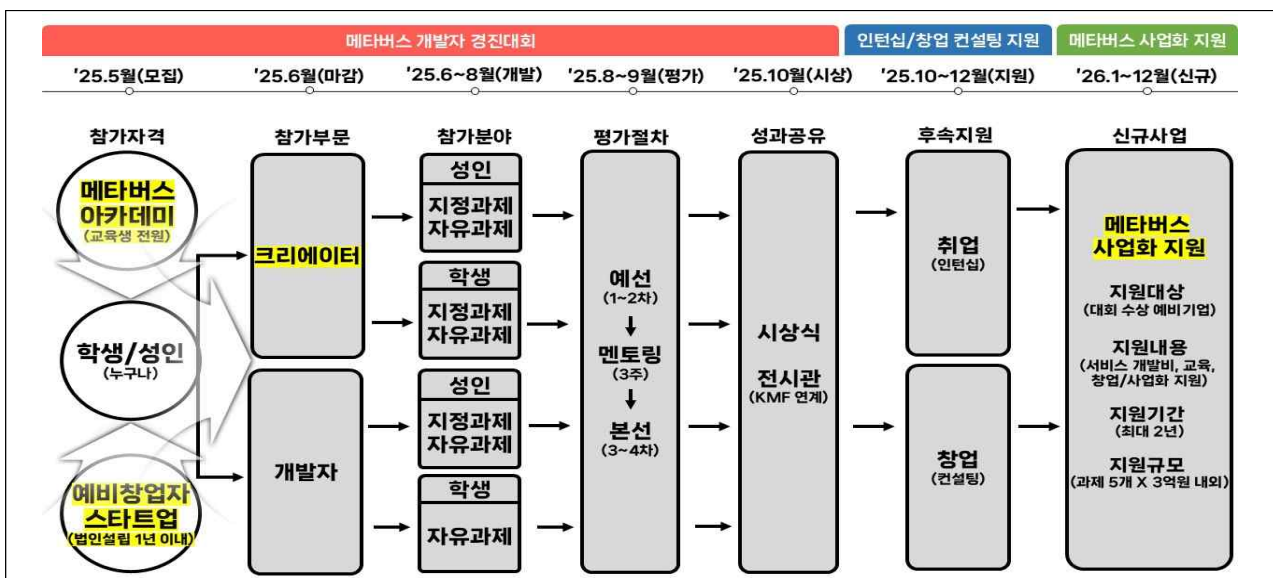 메타버스 개발자 경진대회
인턴십/창업 컨설팅 지원
메타버스 사업화 지원
'25.5월(모집)
'25.6월(마감)
'25.6~8월(개발)
'25.8~9월(평가)
'25.10월(시상)
'25.10~12월(지원)
'26.1~12월(신규)
참가자격
메타버스
아카데미
(교육생 전원)
학생/성인
(누구나)
예비창업자
스타트업
(법인설립 1년 이내)
참가부문
크리에이터
개발자
참가분야
성인
지정과제
자유과제
학생
지정과제
자유과제
성인
지정과제
자유과제
학생
자유과제
평가절차
예선
(1~2차)
멘토링
(3주)
본선
(3~4차)
성과공유
시상식
전시관
(KMF 연계)
후속지원
취업
(인턴십)
창업
(컨설팅)
신규사업
메타버스
사업화 지원
지원대상
(대회 수상 예비기업)
지원내용
(서비스 개발비, 교육,
창업/사업화 지원)
지원기간
(최대 2년)
지원규모
(과제 5개 X 3억원 내외)